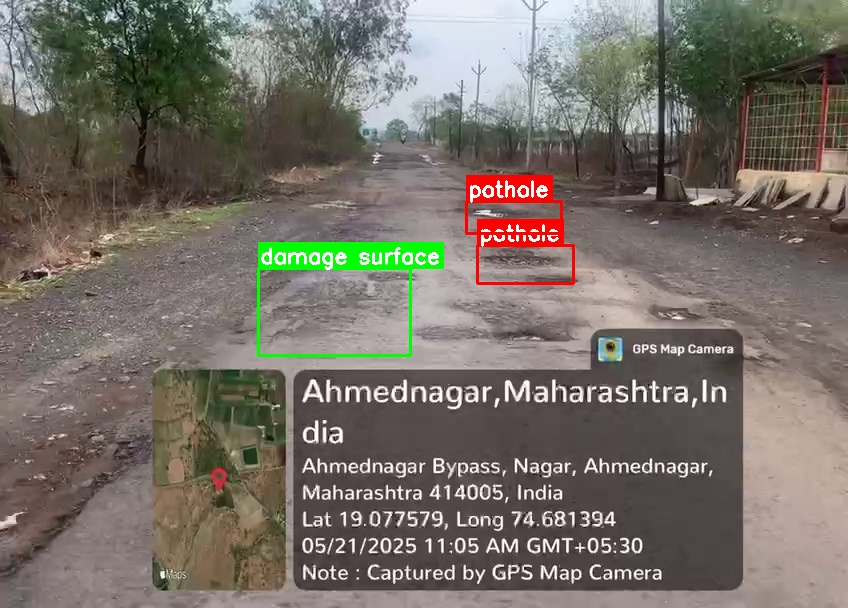 pothole
pothole
damage surface
GPS Map Camera
Ahmednagar,Maharashtra,In
dia
Ahmednagar Bypass, Nagar, Ahmednagar,
Maharashtra 414005, India
Lat 19.077579, Long 74.681394
05/21/2025 11:05 AM GMT+05:30
Note : Captured by GPS Map Camera
Maps